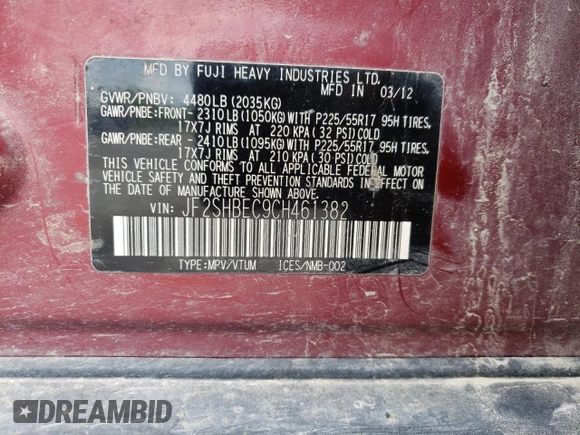 MFD BY FUJI HEAVY INDUSTRIES LTD.
MFD IN 03/12
GVWR/PNBV: 4480LB(2035KG)
GAWR/PNBE:FRONT- 2310LB(1050KG)WITH P225/55R17 95H TIRES,
17X7J RIMS AT 220 KPA(32 PSI)COLD
GAWR/PNBE:REAR - 2410LB(1095KG)WITH P225/55R17 95H TIRES,
17X7J RIMS AT 210 KPA(30 PSI)COLD
THIS VEHICLE CONFORMS TO ALL APPLICABLE FEDERAL MOTOR
VEHICLE SAFETY, BUMPER, AND THEFT PREVENTION STANDARDS
IN EFFECT ON THE DATE OF MANUFACTURE SHOWN ABOVE.
VIN: JF2SHBEC9CH461382
TYPE:MPV/VTUM ICES/NMB-002
DREAMBID